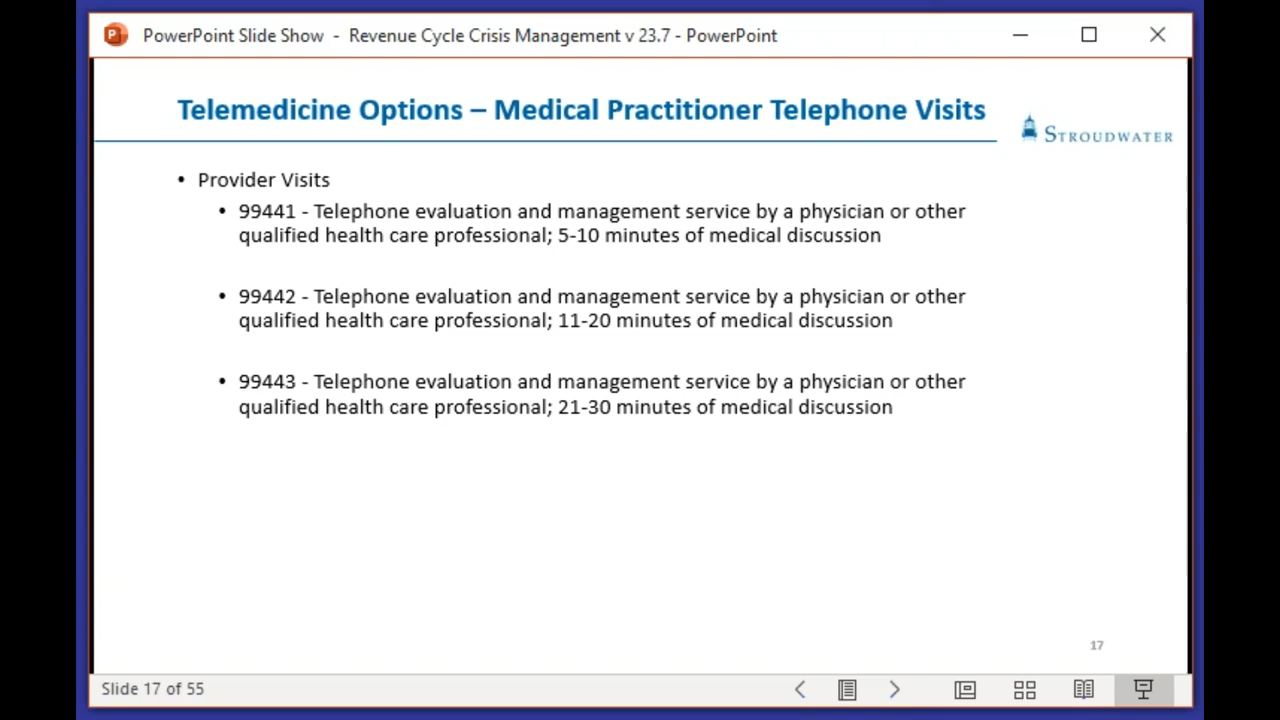 PowerPoint Slide Show - Revenue Cycle Crisis Management v 23.7 - PowerPoint
Telemedicine Options – Medical Practitioner Telephone Visits
STROUDWATER
• Provider Visits
• 99441 - Telephone evaluation and management service by a physician or other
qualified health care professional; 5-10 minutes of medical discussion
• 99442 - Telephone evaluation and management service by a physician or other
qualified health care professional; 11-20 minutes of medical discussion
• 99443 - Telephone evaluation and management service by a physician or other
qualified health care professional; 21-30 minutes of medical discussion
17
Slide 17 of 55